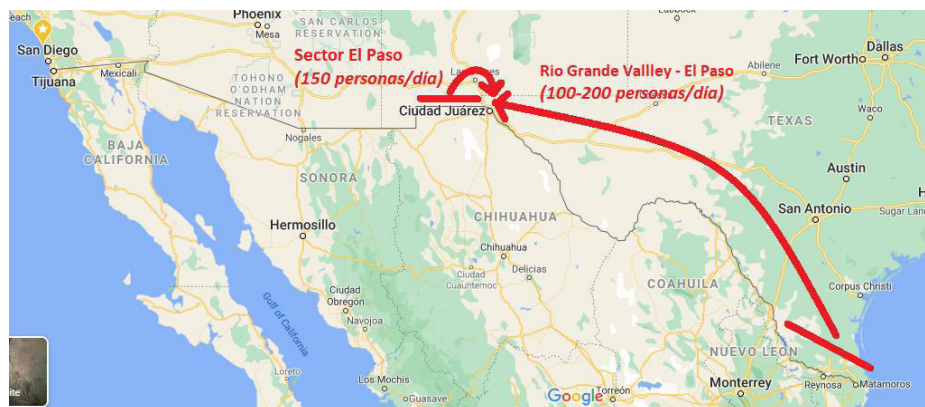 Phoenix
Mesa
SAN CARLOS
RESERVATION
Lubbock
San Diego
Tijuana
Mexicali
TOHONO
O'ODHAM
NATION
RESERVATION
Sector El Paso
(150 personas/día)
Rio Grande Vallley - El Paso
(100-200 personas/día)
Ciudad Juárez
Abilene
Fort Worth
Dallas
Waco
TEXAS
Austin
San Antonio
Sugar Land
Corpus Christi
Nogales
BAJA
CALIFORNIA
SONORA
Hermosillo
CHIHUAHUA
Chihuahua
Ciudad
Cuauhtemoc
Delicias
COAHUILA
Ciudad
Obregón
Navojoa
Gulf of California
Loreto
Los Mochis
Guasave
Google
Torreón
NUEVO LEON
Monterrey
Reynosa
Matamoros